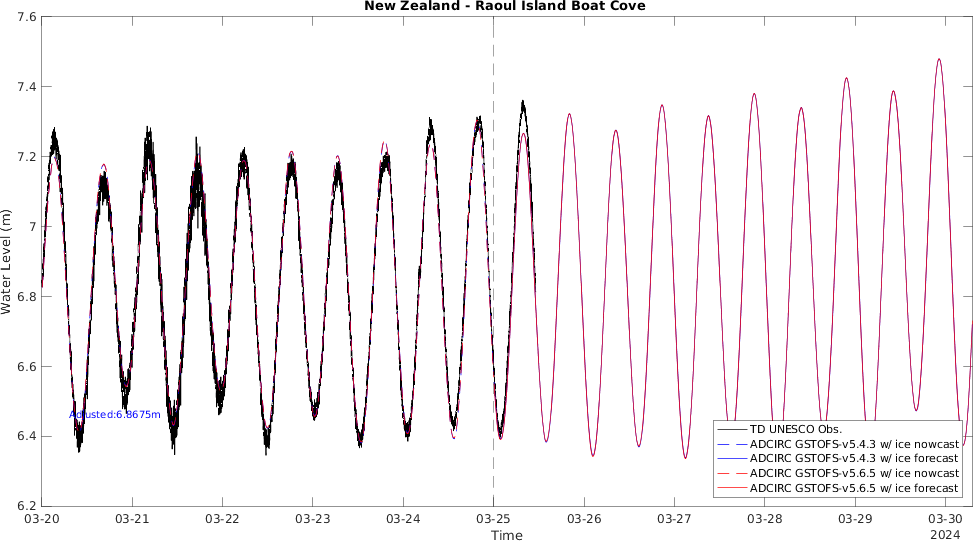 New Zealand - Raoul Island Boat Cove
7.6
7.4
7.2
7
6.8
6.6
6.4
6.2
Water Level (m)
Adjusted:6.8675m
TD UNESCO Obs.
ADCIRC GSTOFS-v5.4.3 w/ ice nowcast
ADCIRC GSTOFS-v5.4.3 w/ ice forecast
ADCIRC GSTOFS-v5.6.5 w/ ice nowcast
ADCIRC GSTOFS-v5.6.5 w/ ice forecast
03-20 03-21 03-22 03-23 03-24 03-25 03-26 03-27 03-28 03-29 03-30
Time 2024